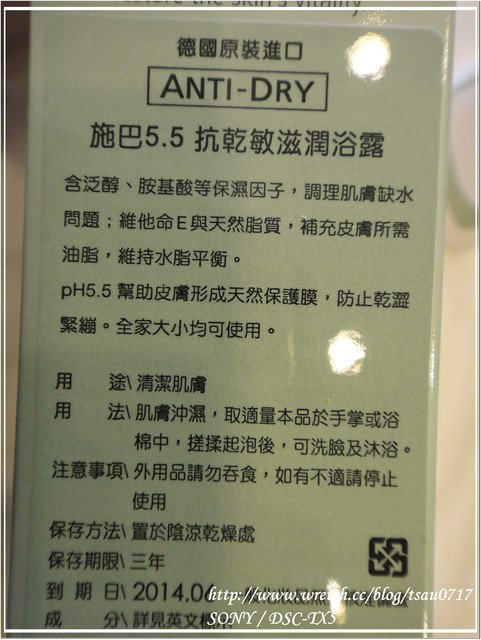 restore the skin's vitality
德國原裝進口
ANTI-DRY
施巴5.5 抗乾敏滋潤浴露
含泛醇、胺基酸等保濕因子，調理肌膚缺水
問題；維他命E與天然脂質，補充皮膚所需
油脂，維持水脂平衡。
pH5.5 幫助皮膚形成天然保護膜，防止乾澀
緊繃。全家大小均可使用。
用 途\ 清潔肌膚
用 法\ 肌膚沖濕，取適量本品於手掌或浴
棉中，搓揉起泡後，可洗臉及沐浴。
注意事項\ 外用品請勿吞食，如有不適請停止
使用
保存方法\ 置於陰涼乾燥處
保存期限\ 三年
到 期 日\ 2014.06
成 分\ 詳見英文標示
http://www.wretch.cc/blog/tsau0717
SONY / DSC-TX5